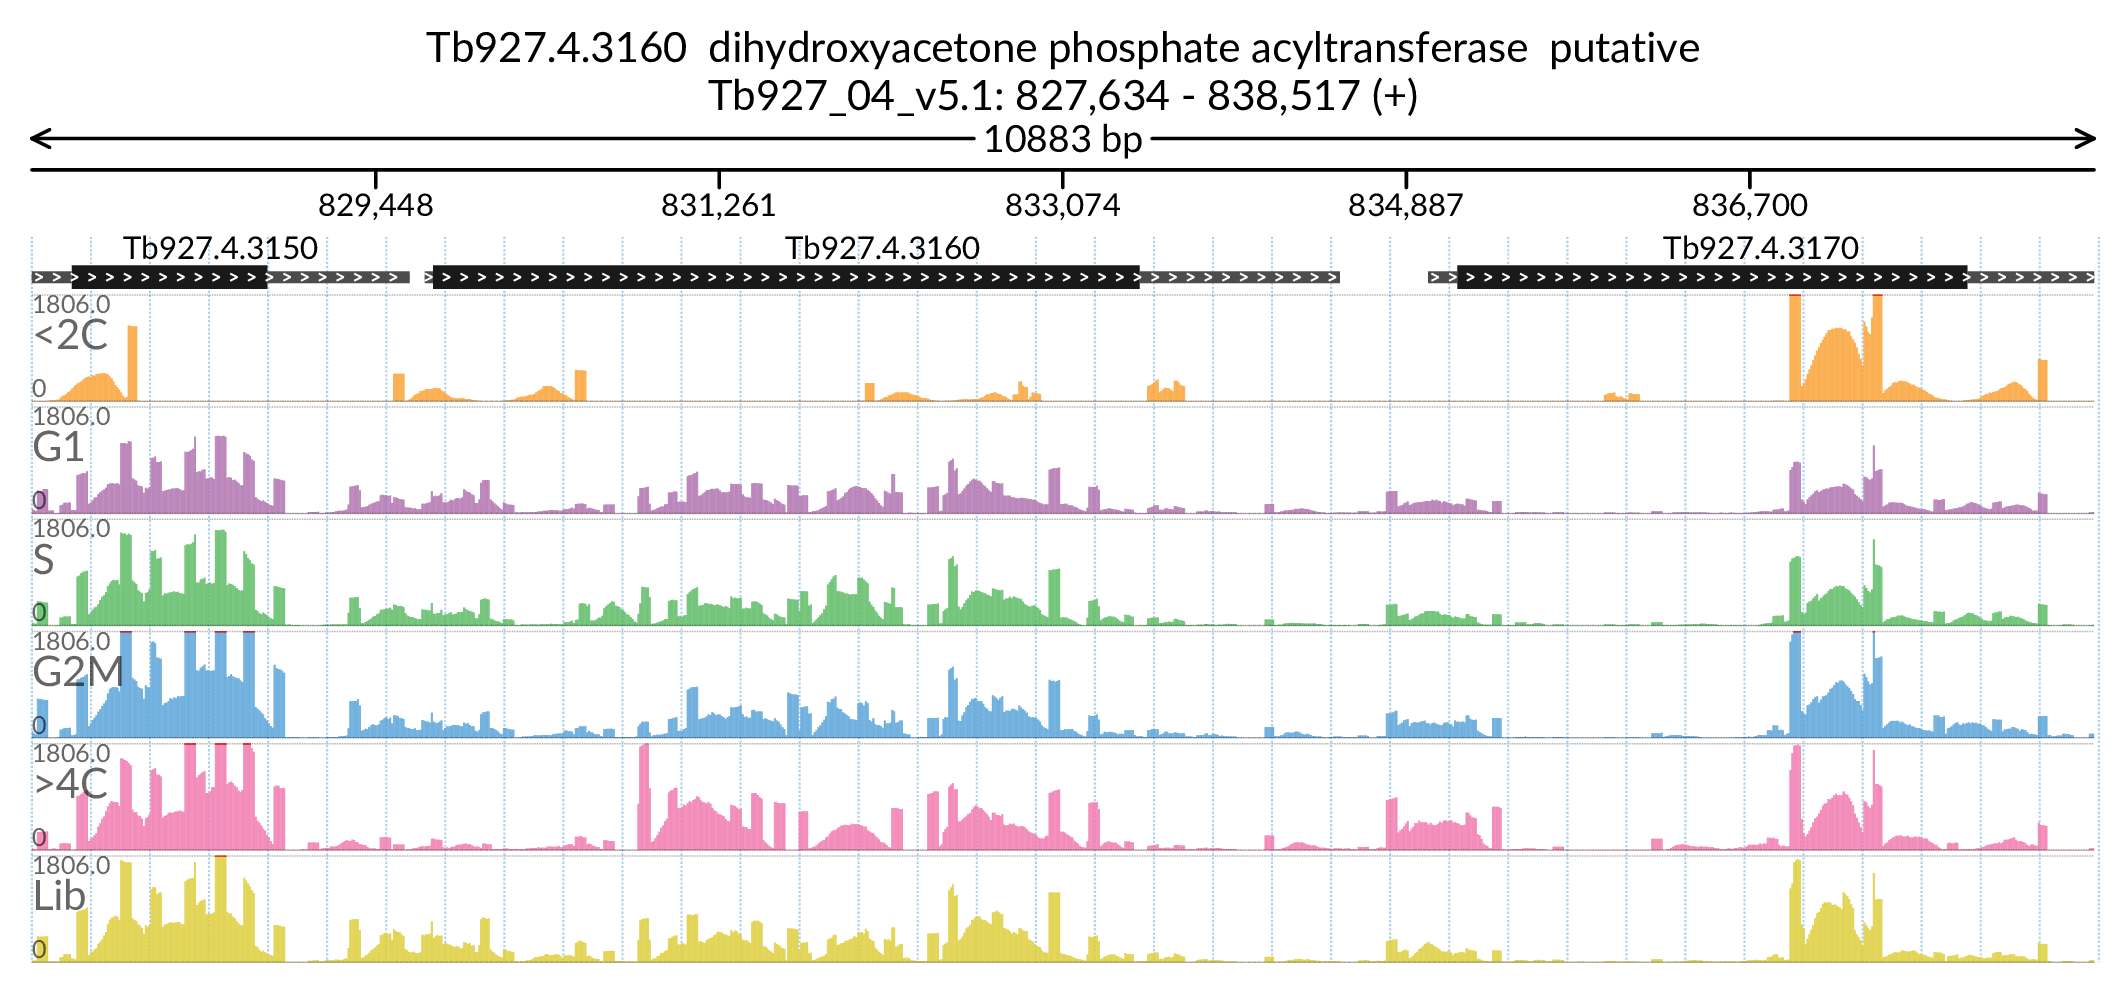 Tb927.4.3160 dihydroxyacetone phosphate acyltransferase putative
Tb927_04_v5.1: 827,634 - 838,517 (+)
10883 bp
829,448 831,261 833,074 834,887 836,700
Tb927.4.3150 Tb927.4.3160 Tb927.4.3170
1806.0
<2C
0
1806.0
G1
0
1806.0
S
0
1806.0
G2M
0
1806.0
>4C
0
1806.0
Lib
0